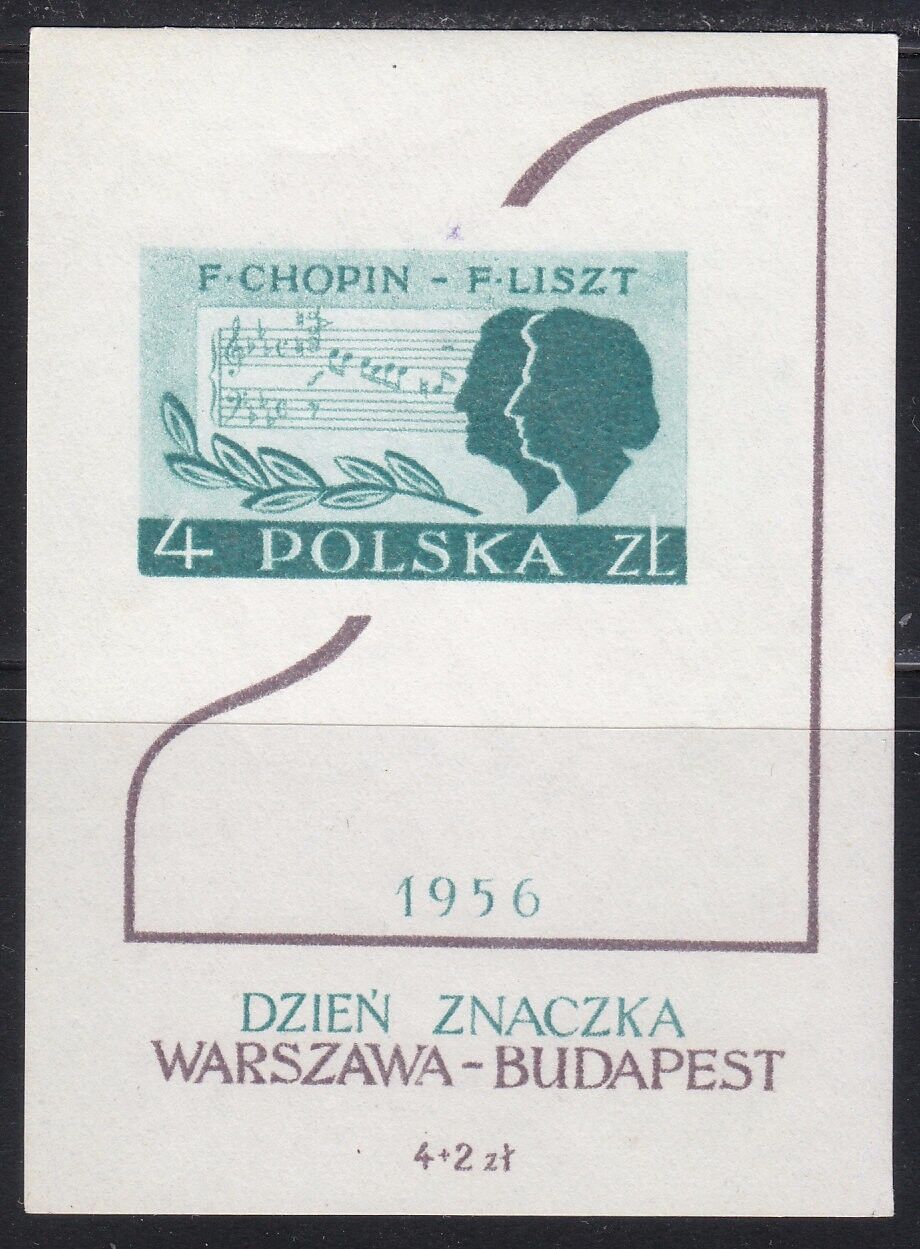 F·CHOPIN - F·LISZT
4 POLSKA ZŁ
1956
DZIEŃ ZNACZKA
WARSZAWA-BUDAPEST
4+2 zł